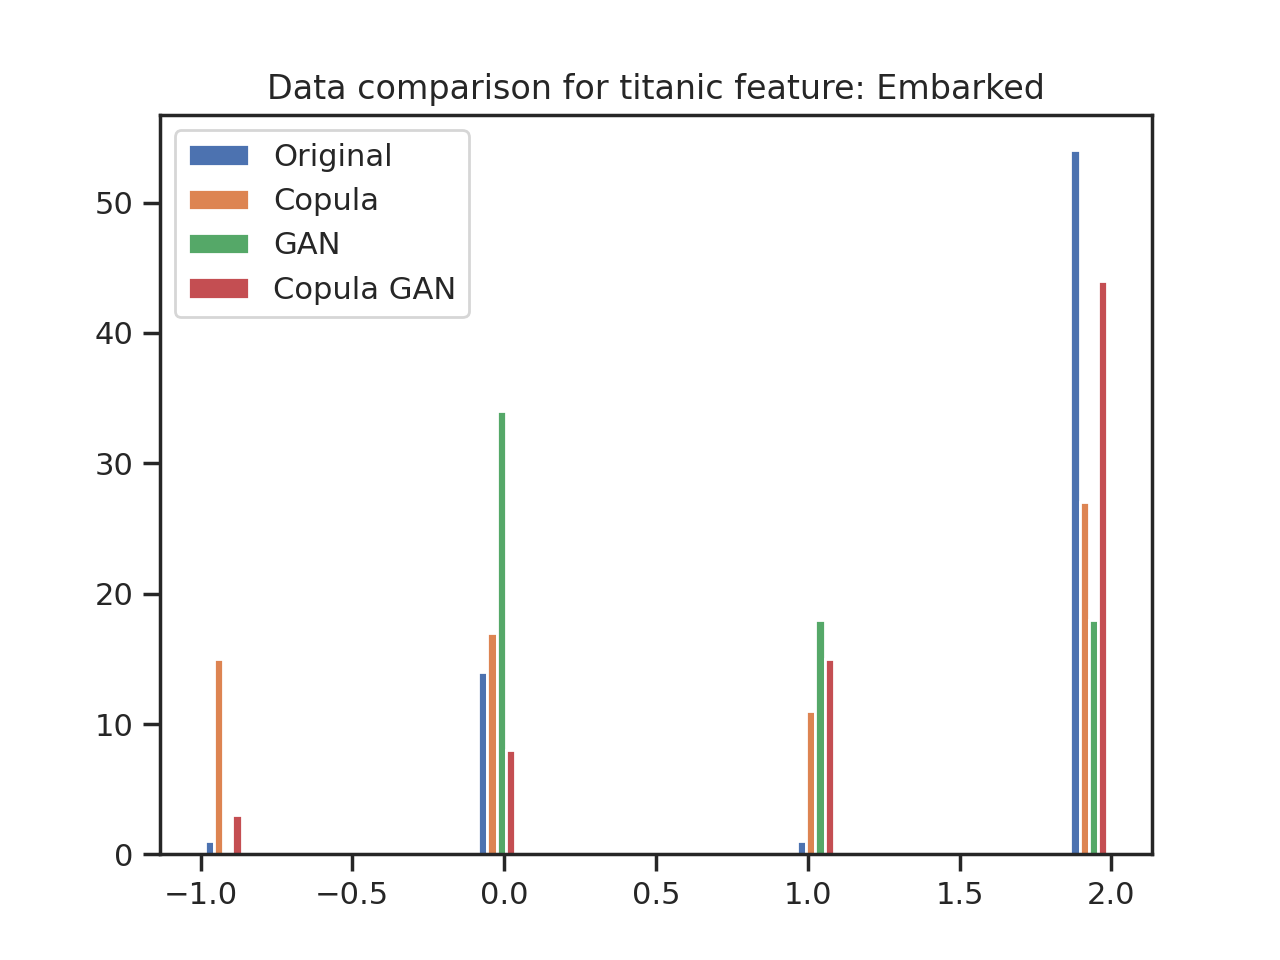 Data comparison for titanic feature: Embarked
Original
Copula
GAN
Copula GAN
50
40
30
20
10
0
−1.0 −0.5 0.0 0.5 1.0 1.5 2.0